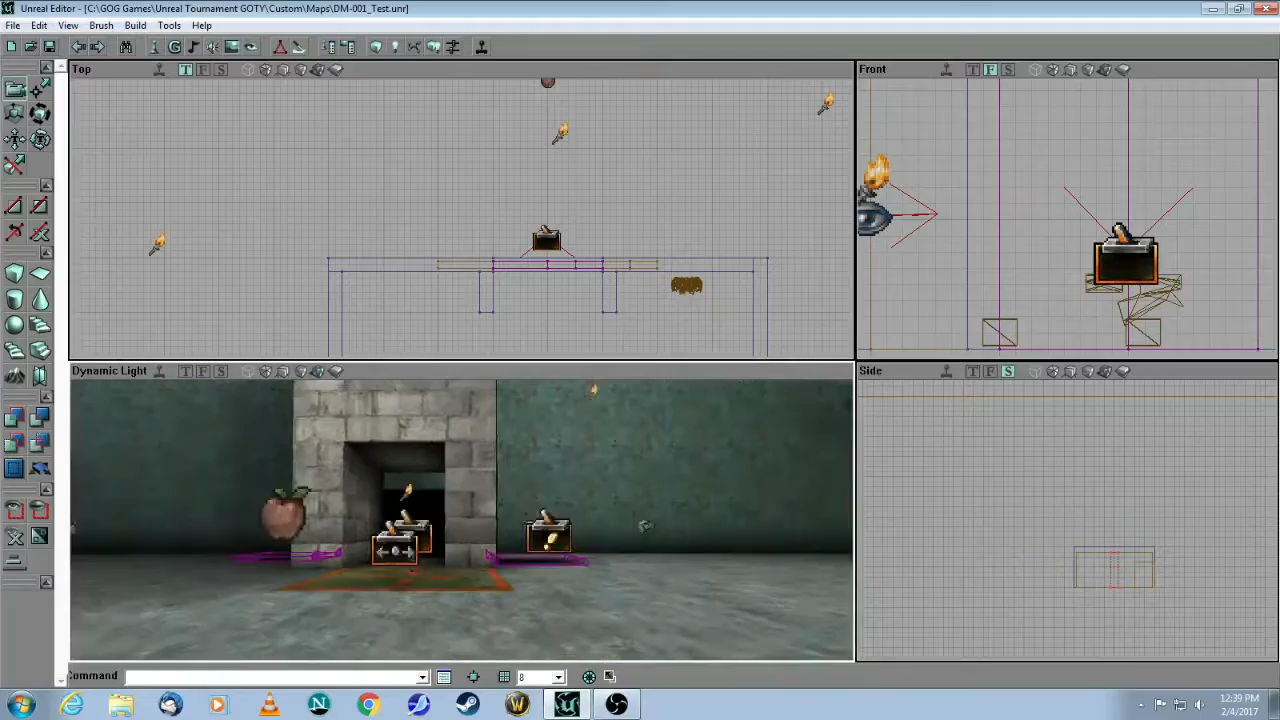 Unreal Editor - [C:\GOG Games\Unreal Tournament GOTY\Custom\Maps\DM-001_Test.unr]
File Edit View Brush Build Tools Help
Top T F S
Front T F S
Dynamic Light T F S
Side T F S
Command 8
12:39 PM
2/4/2017